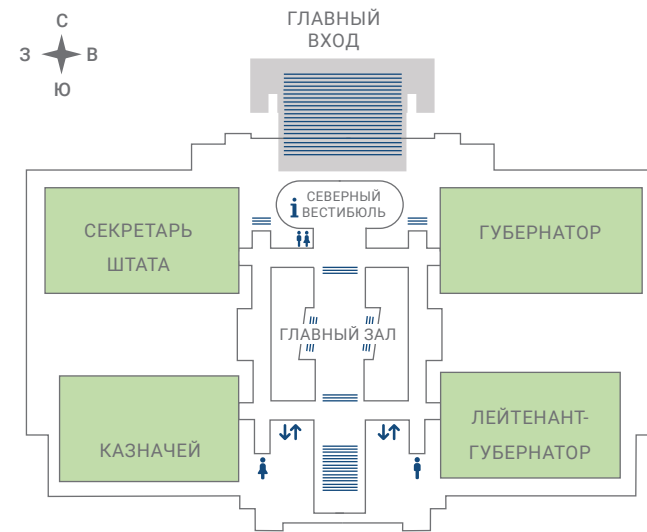 ГЛАВНЫЙ
ВХОД
С
З
В
Ю
i
СЕВЕРНЫЙ
ВЕСТИБЮЛЬ
СЕКРЕТАРЬ
ШТАТА
ГУБЕРНАТОР
ГЛАВНЫЙ ЗАЛ
КАЗНАЧЕЙ
ЛЕЙТЕНАНТ-
ГУБЕРНАТОР